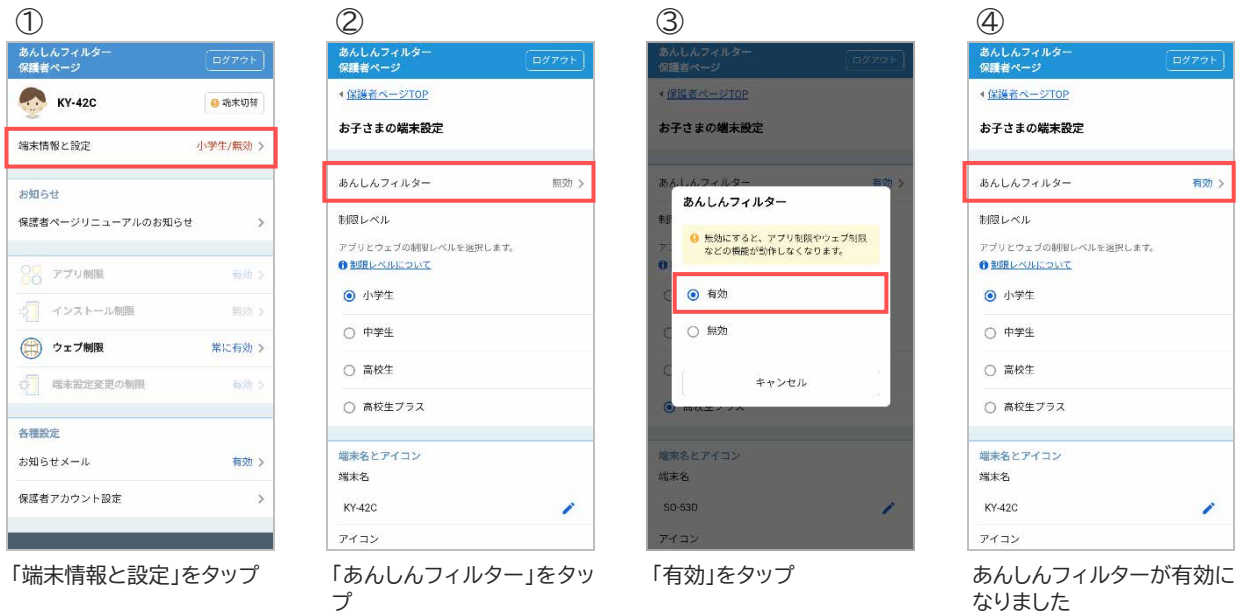 ①
あんしんフィルター
保護者ページ
ログアウト
KY-42C
端末切替
端末情報と設定
小学生/無効
お知らせ
保護者ページリニューアルのお知らせ
アプリ制限
有効
インストール制限
無効
ウェブ制限
常に有効
端末設定変更の制限
有効
各種設定
お知らせメール
有効
保護者アカウント設定
「端末情報と設定」をタップ
②
あんしんフィルター
保護者ページ
ログアウト
保護者ページTOP
お子さまの端末設定
あんしんフィルター
無効
制限レベル
アプリとウェブの制限レベルを選択します。
制限レベルについて
小学生
中学生
高校生
高校生プラス
端末名とアイコン
端末名
KY-42C
アイコン
「あんしんフィルター」をタッ
プ
③
あんしんフィルター
保護者ページ
ログアウト
保護者ページTOP
お子さまの端末設定
あんしんフィルター
有効
あんしんフィルター
無効にすると、アプリ制限やウェブ制限
などの機能が動作しなくなります。
有効
無効
キャンセル
高校生プラス
端末名とアイコン
端末名
SO-53D
アイコン
「有効」をタップ
④
あんしんフィルター
保護者ページ
ログアウト
保護者ページTOP
お子さまの端末設定
あんしんフィルター
有効
制限レベル
アプリとウェブの制限レベルを選択します。
制限レベルについて
小学生
中学生
高校生
高校生プラス
端末名とアイコン
端末名
KY-42C
アイコン
あんしんフィルターが有効に
なりました